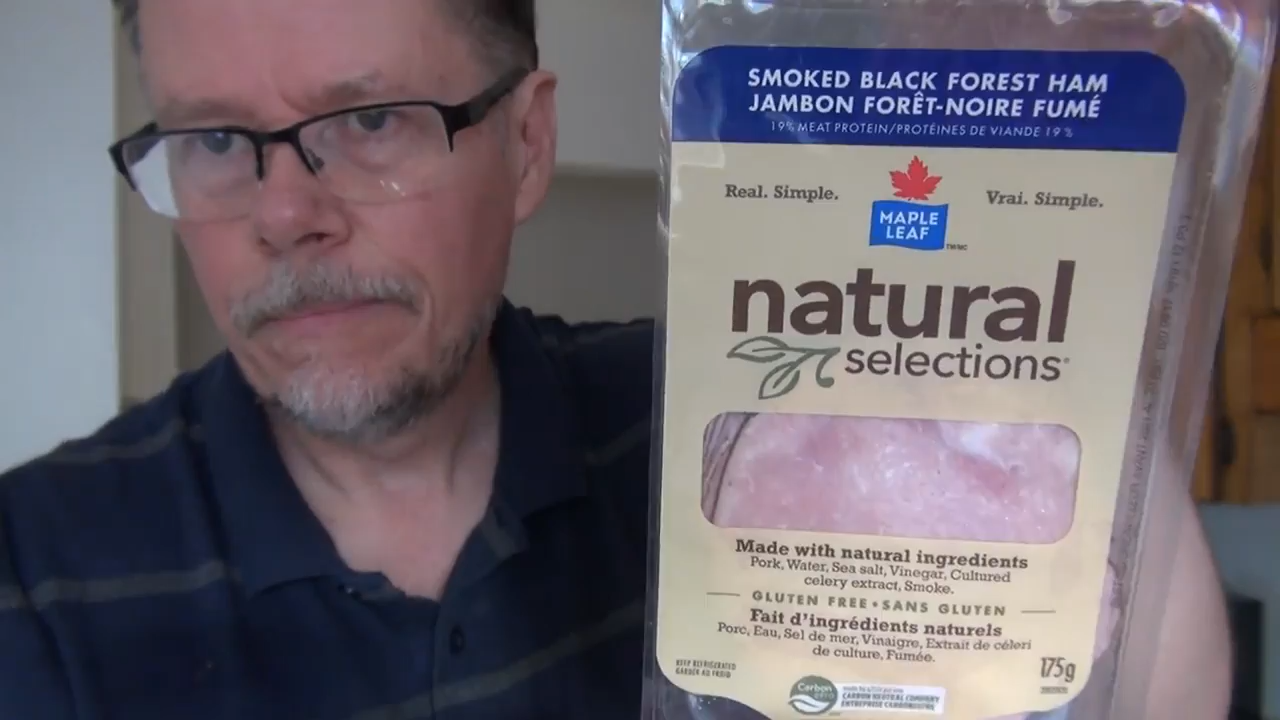 SMOKED BLACK FOREST HAM
JAMBON FORÊT-NOIRE FUMÉ
19% MEAT PROTEIN/PROTÉINES DE VIANDE 19 %
Real. Simple.
Vrai. Simple.
MAPLE
LEAF
natural
selections
Made with natural ingredients
Pork, Water, Sea salt, Vinegar, Cultured
celery extract, Smoke.
GLUTEN FREE • SANS GLUTEN
Fait d'ingrédients naturels
Porc, Eau, Sel de mer, Vinaigre, Extrait de céleri
de culture, Fumée.
KEEP REFRIGERATED
GARDER AU FROID
175g
Carbon
zero
CARBON NEUTRAL COMPANY
ENTREPRISE CARBONEUTRE